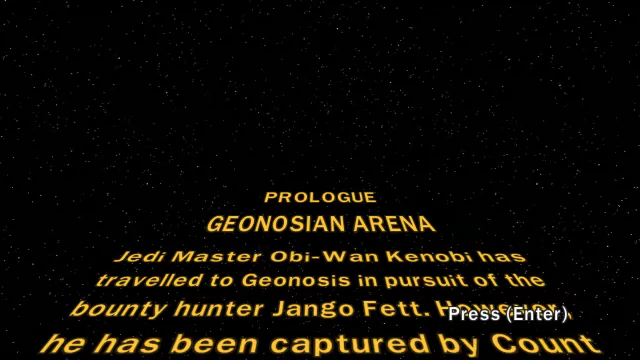 PROLOGUE
GEONOSIAN ARENA
Jedi Master Obi-Wan Kenobi has
travelled to Geonosis in pursuit of the
bounty hunter Jango Fett. However,
Press (Enter)
he has been captured by Count